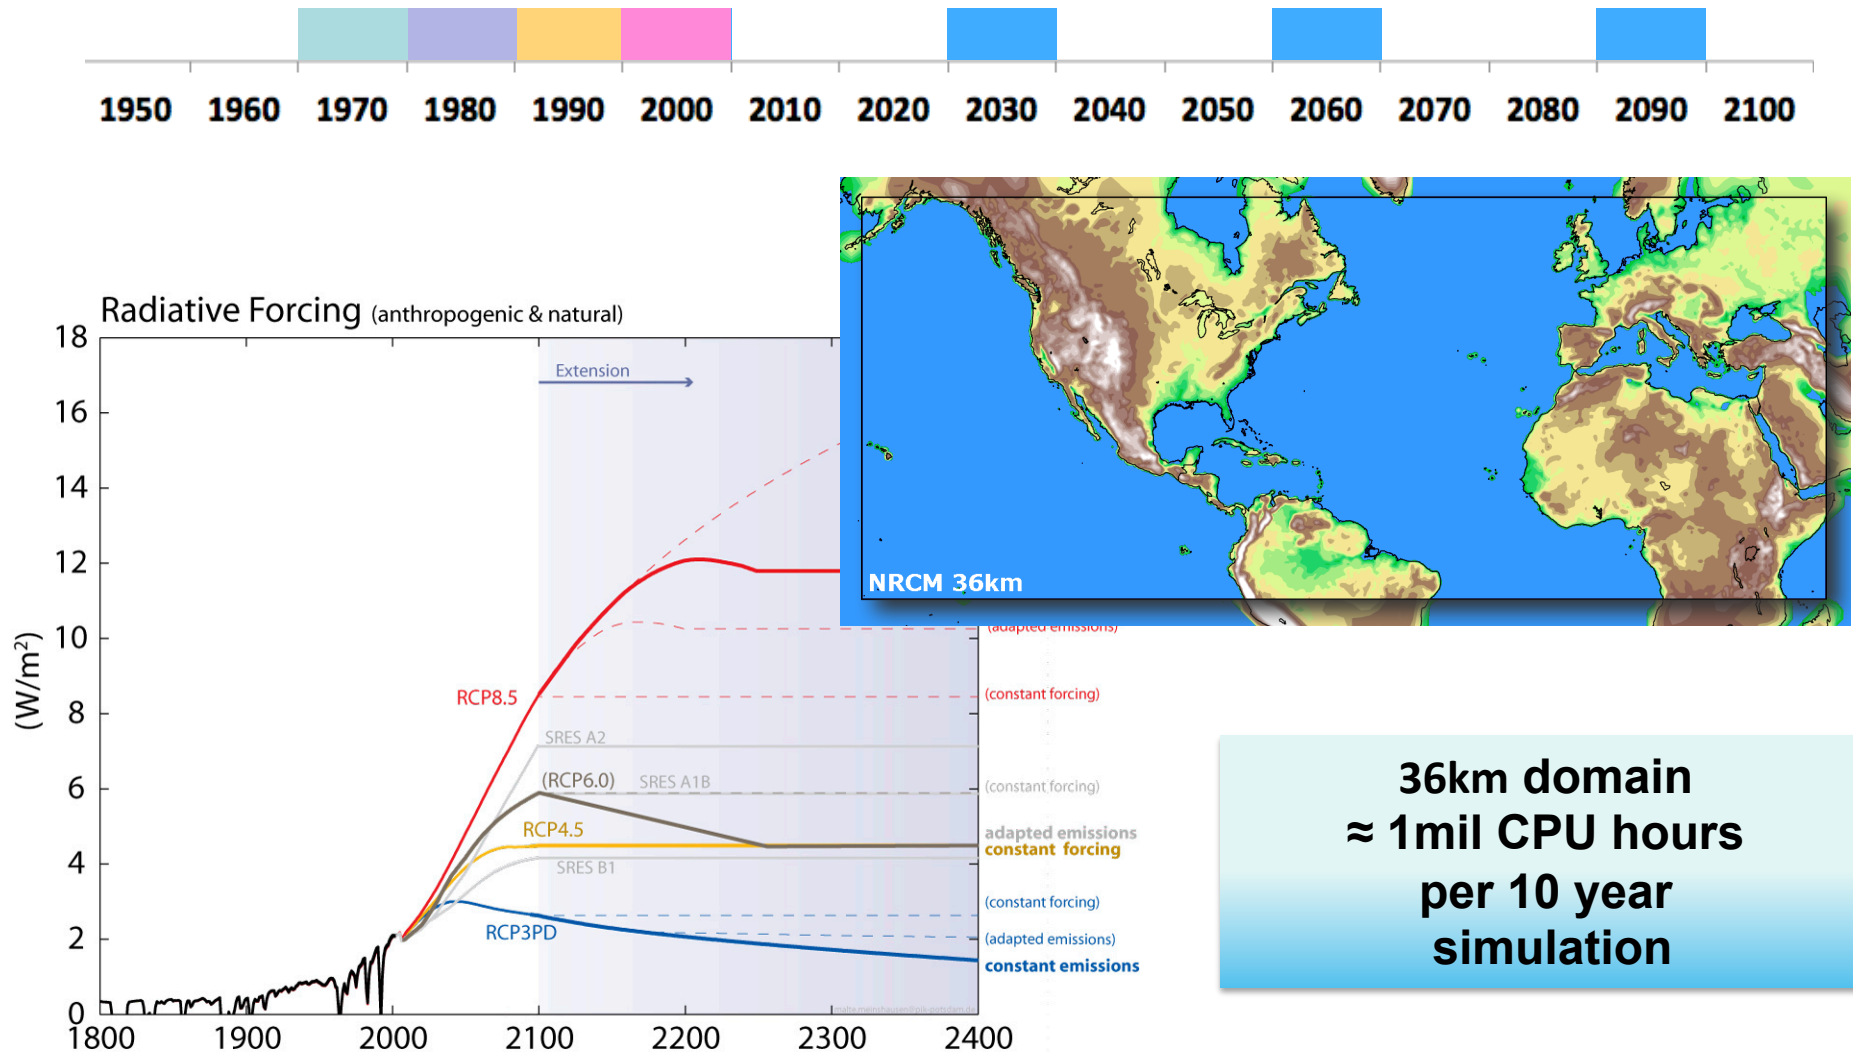 1950 1960 1970 1980 1990 2000 2010 2020 2030 2040 2050 2060 2070 2080 2090 2100
NRCM 36km
Radiative Forcing (anthropogenic & natural)
(W/m²)
18
16
14
12
10
8
6
4
2
0
1800 1900 2000 2100 2200 2300 2400
Extension
RCP8.5
SRES A2
(RCP6.0)
SRES A1B
RCP4.5
SRES B1
RCP3PD
(adapted emissions)
(constant forcing)
(constant forcing)
adapted emissions
constant forcing
(constant forcing)
(adapted emissions)
constant emissions
36km domain
≈ 1mil CPU hours
per 10 year
simulation